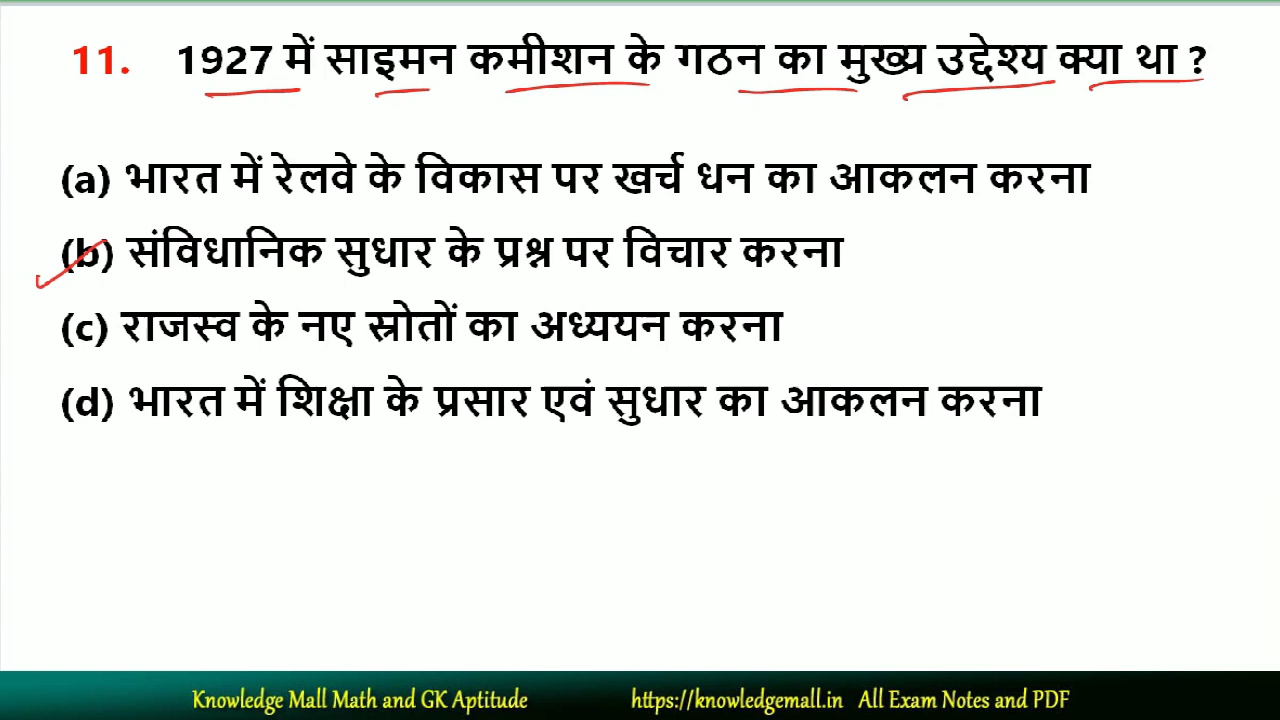 11. 1927 में साइमन कमीशन के गठन का मुख्य उद्देश्य क्या था ?
(a) भारत में रेलवे के विकास पर खर्च धन का आकलन करना
(b) संविधानिक सुधार के प्रश्न पर विचार करना
(c) राजस्व के नए स्रोतों का अध्ययन करना
(d) भारत में शिक्षा के प्रसार एवं सुधार का आकलन करना
Knowledge Mall Math and GK Aptitude https://knowledgemall.in All Exam Notes and PDF